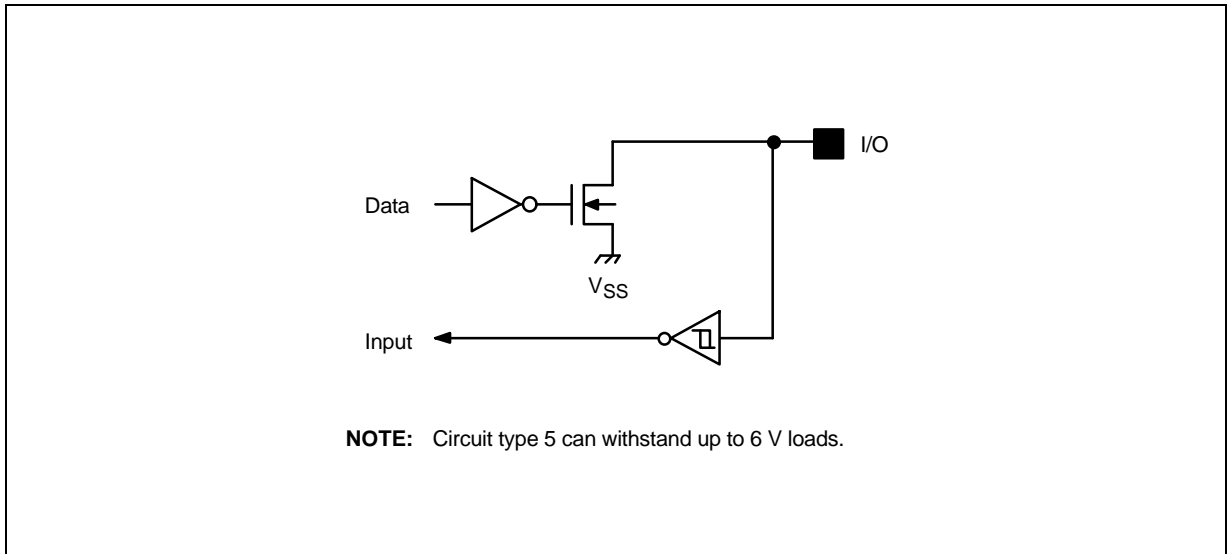 I/O
Data
VSS
Input
NOTE: Circuit type 5 can withstand up to 6 V loads.